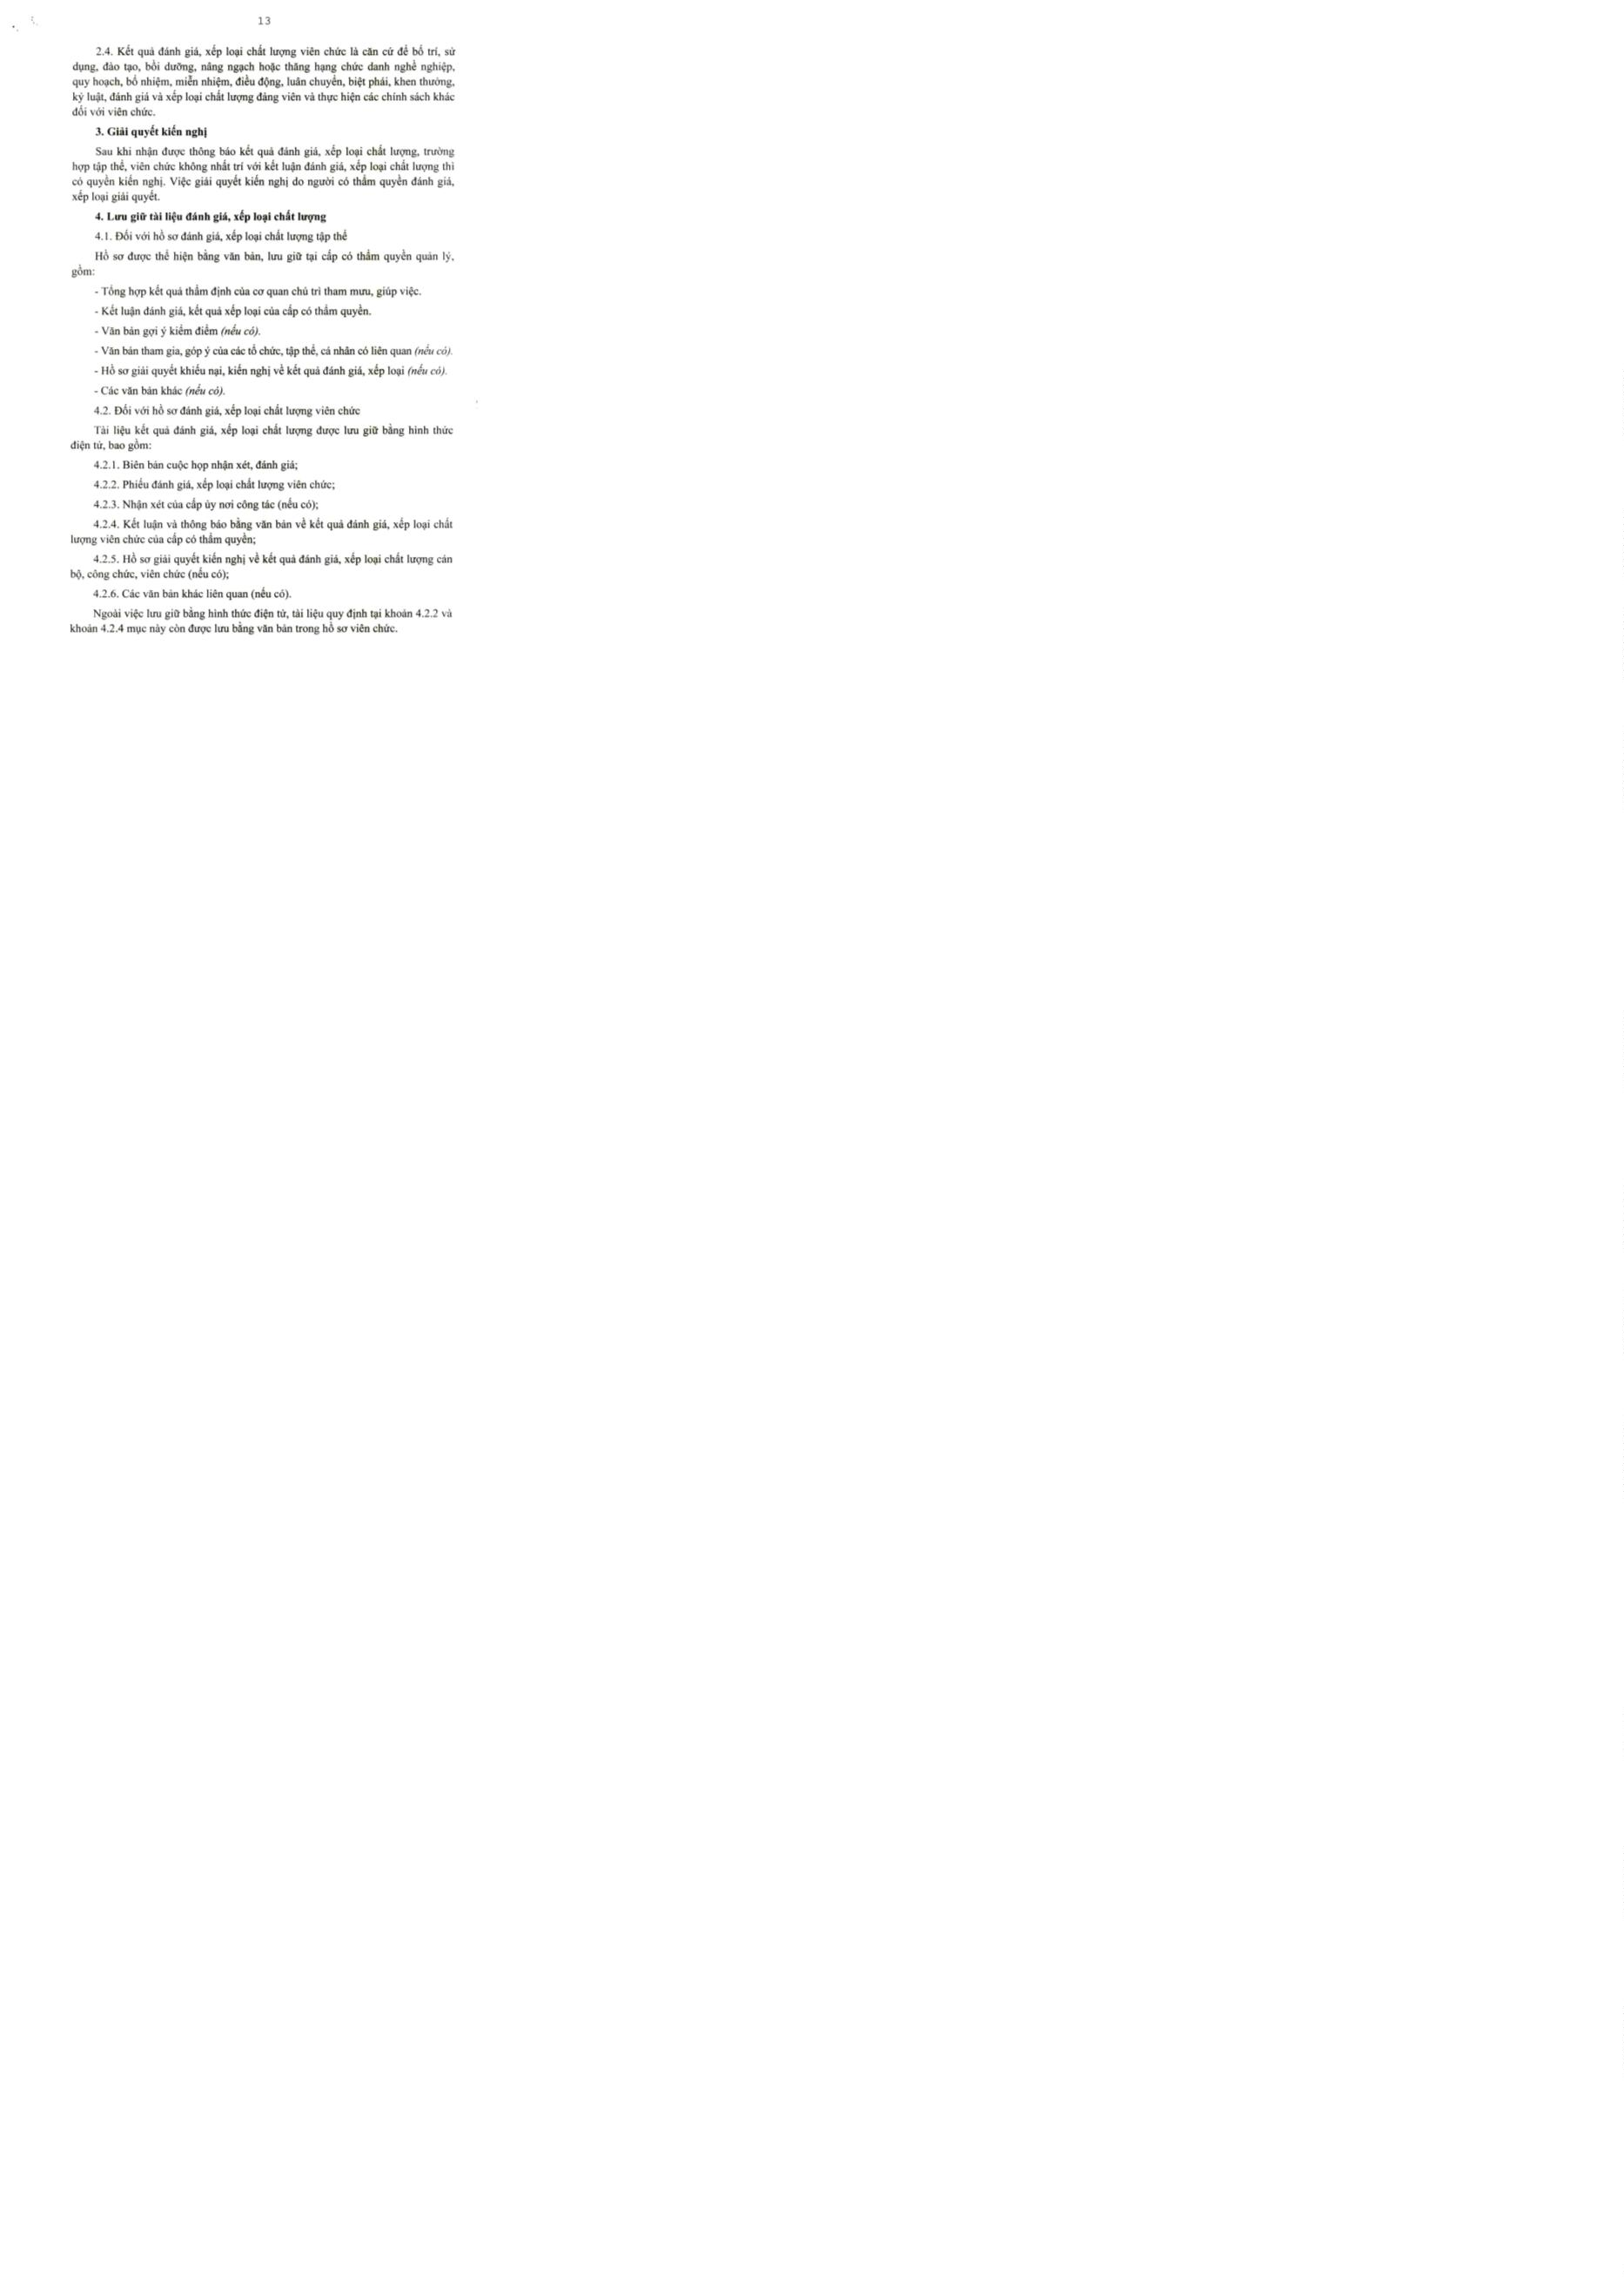 13
2.4. Kết quả đánh giá, xếp loại chất lượng viên chức là căn cứ để bố trí, sử
dụng, đào tạo, bồi dưỡng, nâng ngạch hoặc thăng hạng chức danh nghề nghiệp,
quy hoạch, bổ nhiệm, miễn nhiệm, điều động, luân chuyển, biệt phái, khen thưởng,
kỷ luật, đánh giá và xếp loại chất lượng đảng viên và thực hiện các chính sách khác
đối với viên chức.
3. Giải quyết kiến nghị
Sau khi nhận được thông báo kết quả đánh giá, xếp loại chất lượng, trường
hợp tập thể, viên chức không nhất trí với kết luận đánh giá, xếp loại chất lượng thì
có quyền kiến nghị. Việc giải quyết kiến nghị do người có thẩm quyền đánh giá,
xếp loại giải quyết.
4. Lưu giữ tài liệu đánh giá, xếp loại chất lượng
4.1. Đối với hồ sơ đánh giá, xếp loại chất lượng tập thể
Hồ sơ được thể hiện bằng văn bản, lưu giữ tại cấp có thẩm quyền quản lý,
gồm:
- Tổng hợp kết quả thẩm định của cơ quan chủ trì tham mưu, giúp việc.
- Kết luận đánh giá, kết quả xếp loại của cấp có thẩm quyền.
- Văn bản gợi ý kiểm điểm (nếu có).
- Văn bản tham gia, góp ý của các tổ chức, tập thể, cá nhân có liên quan (nếu có).
- Hồ sơ giải quyết khiếu nại, kiến nghị về kết quả đánh giá, xếp loại (nếu có).
- Các văn bản khác (nếu có).
4.2. Đối với hồ sơ đánh giá, xếp loại chất lượng viên chức
Tài liệu kết quả đánh giá, xếp loại chất lượng được lưu giữ bằng hình thức
điện tử, bao gồm:
4.2.1. Biên bản cuộc họp nhận xét, đánh giá;
4.2.2. Phiếu đánh giá, xếp loại chất lượng viên chức;
4.2.3. Nhận xét của cấp ủy nơi công tác (nếu có);
4.2.4. Kết luận và thông báo bằng văn bản về kết quả đánh giá, xếp loại chất
lượng viên chức của cấp có thẩm quyền;
4.2.5. Hồ sơ giải quyết kiến nghị về kết quả đánh giá, xếp loại chất lượng cán
bộ, công chức, viên chức (nếu có);
4.2.6. Các văn bản khác liên quan (nếu có).
Ngoài việc lưu giữ bằng hình thức điện tử, tài liệu quy định tại khoản 4.2.2 và
khoản 4.2.4 mục này còn được lưu bằng văn bản trong hồ sơ viên chức.